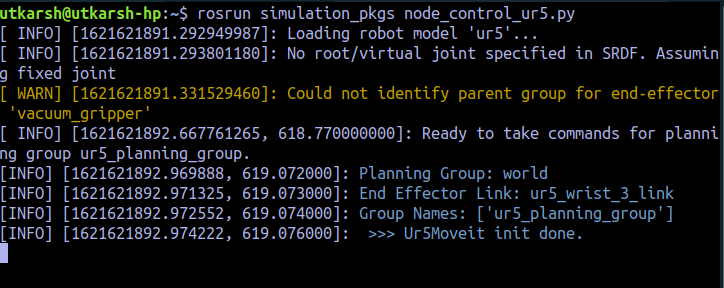 utkarsh@utkarsh-hp:~$ rosrun simulation_pkgs node_control_ur5.py
[ INFO] [1621621891.292949987]: Loading robot model 'ur5'...
[ INFO] [1621621891.293801180]: No root/virtual joint specified in SRDF. Assumin
g fixed joint
[ WARN] [1621621891.331529460]: Could not identify parent group for end-effector
 'vacuum_gripper'
[ INFO] [1621621892.667761265, 618.770000000]: Ready to take commands for planni
ng group ur5_planning_group.
[INFO] [1621621892.969888, 619.072000]: Planning Group: world
[INFO] [1621621892.971325, 619.073000]: End Effector Link: ur5_wrist_3_link
[INFO] [1621621892.972552, 619.074000]: Group Names: ['ur5_planning_group']
[INFO] [1621621892.974222, 619.076000]:  >>> Ur5Moveit init done.